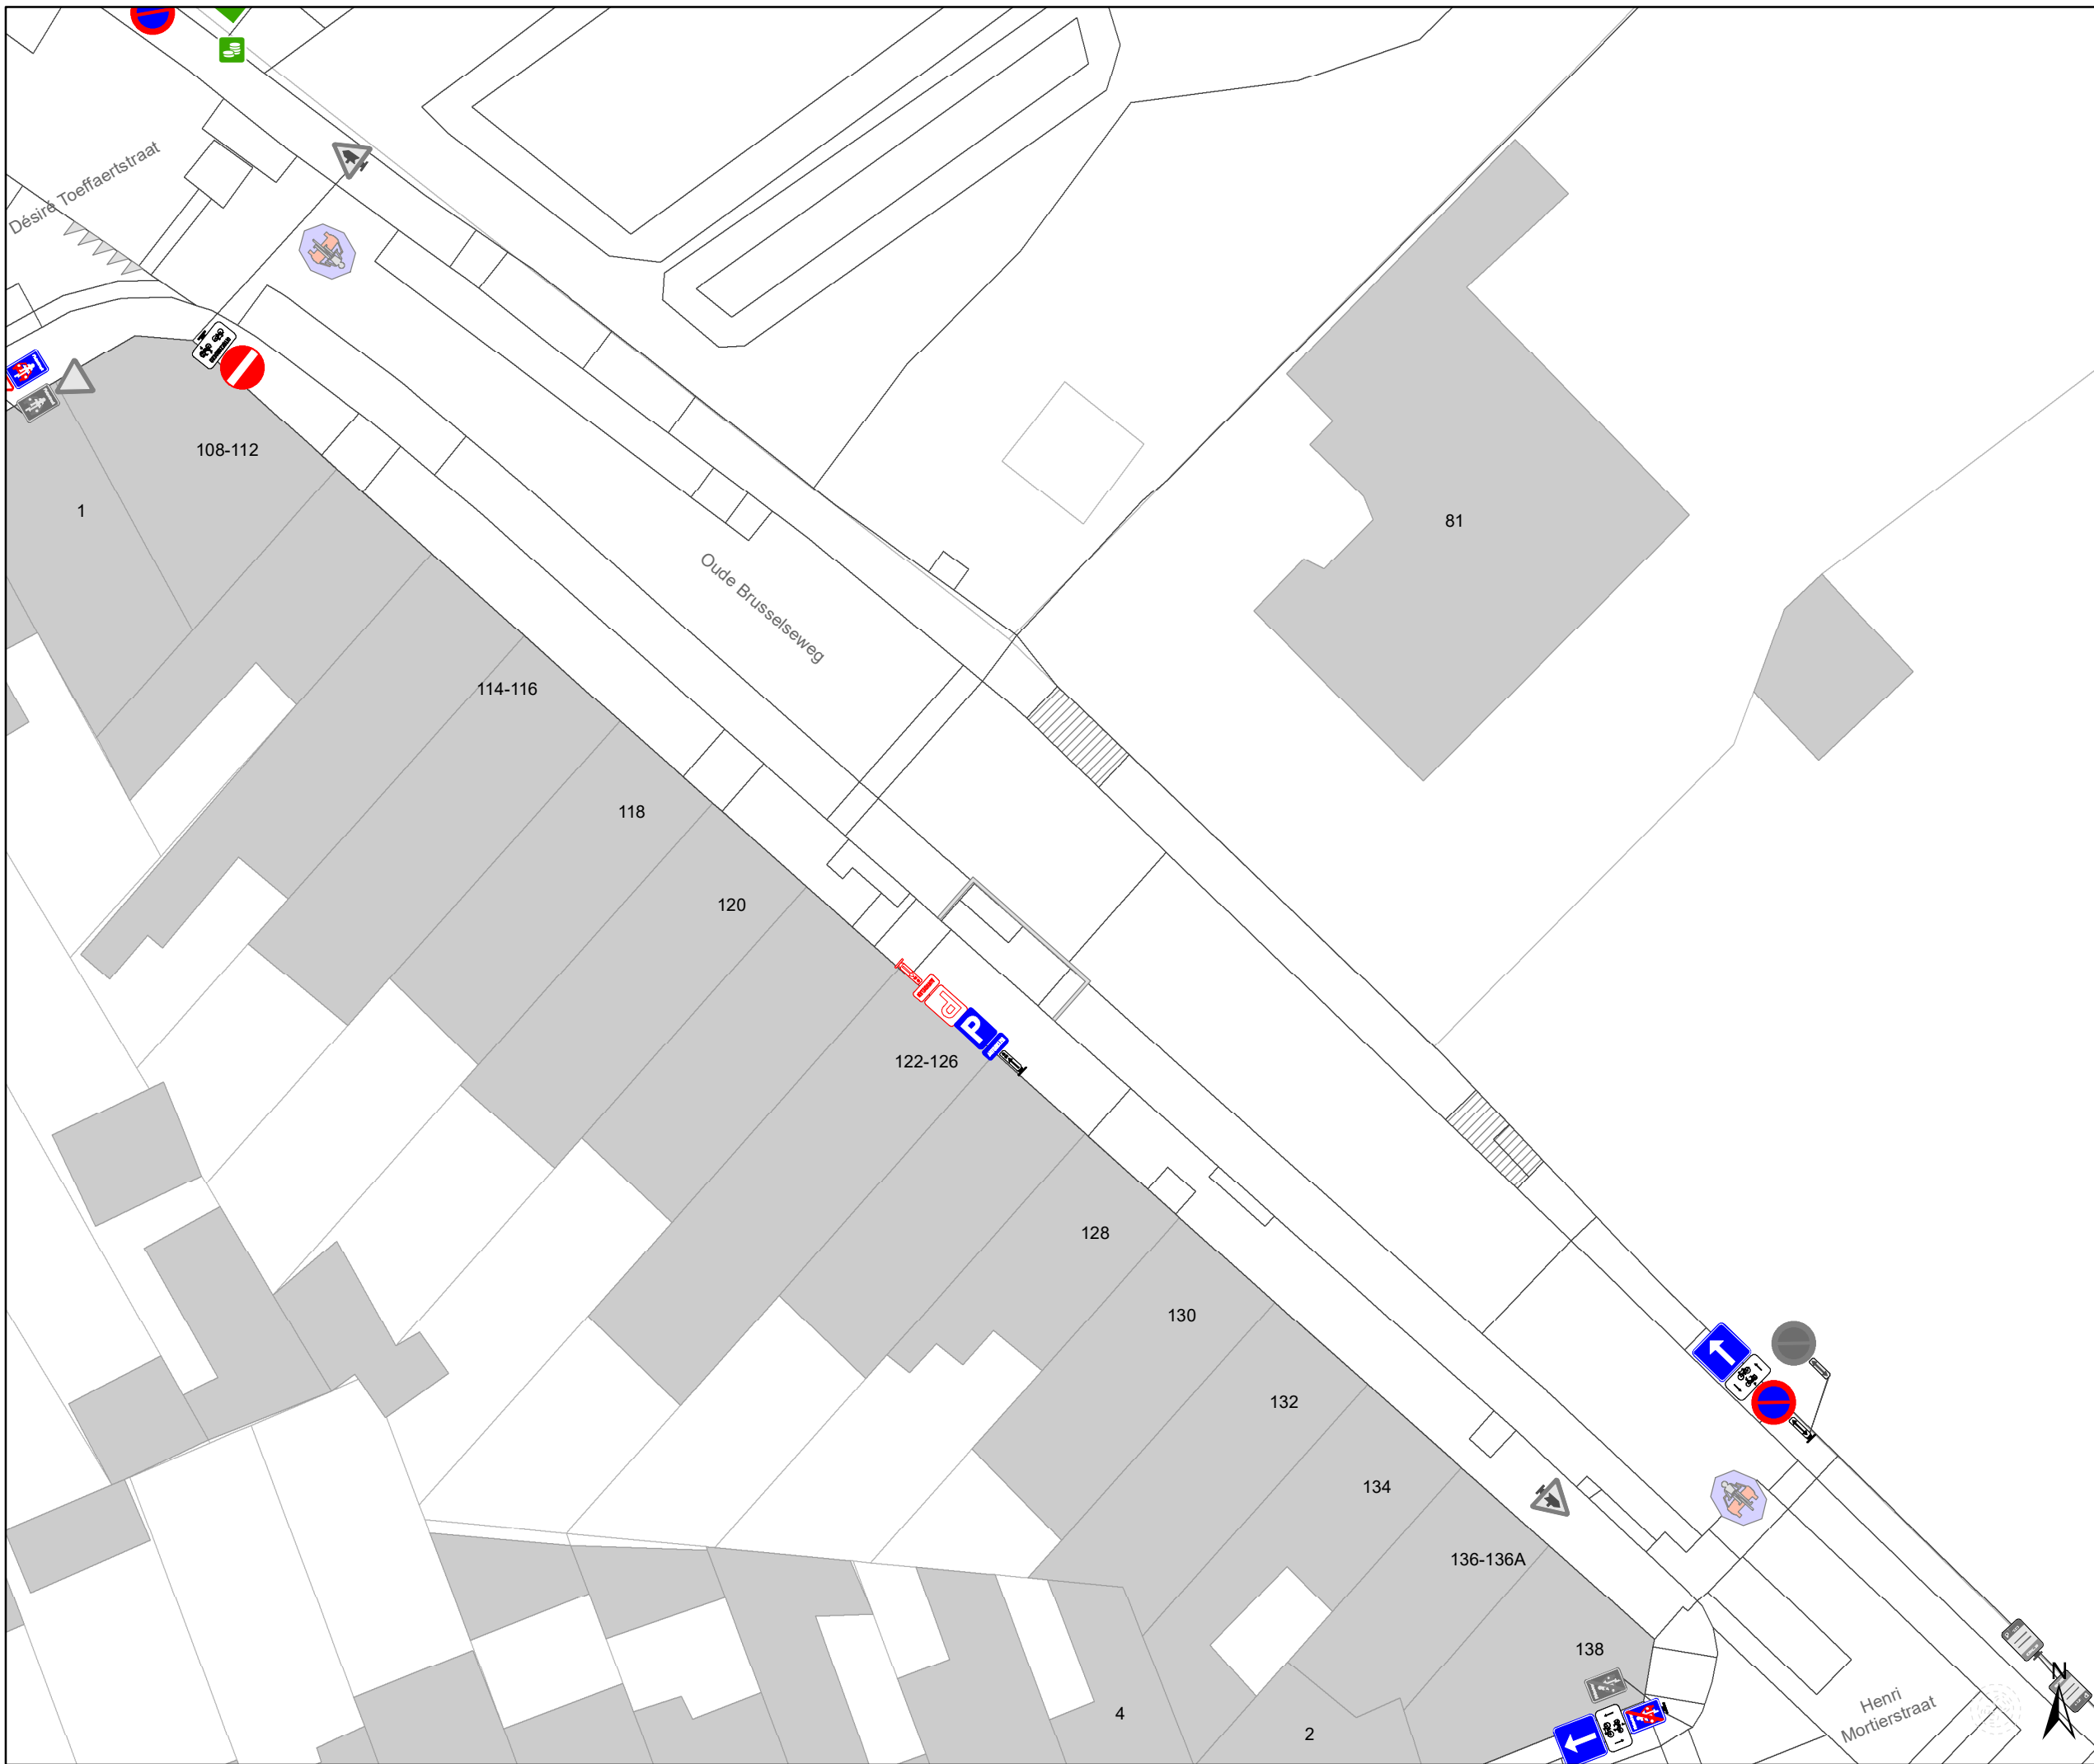 Désiré Toeffaertstraat
108-112
1
81
Oude Brusselseweg
114-116
118
120
P
P
122-126
128
130
132
134
136-136A
138
4
2
Henri
Mortierstraat
N